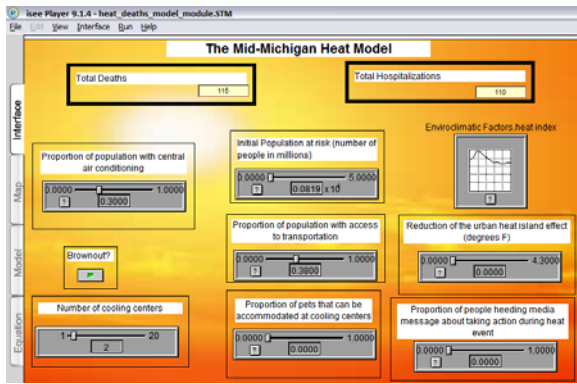 isee Player 9.1.4 - heat_deaths_model_module.STM
File Edit View Interface Run Help
The Mid-Michigan Heat Model
Total Deaths
115
Total Hospitalizations
110
Interface
Map
Model
Equation
Proportion of population with central
air conditioning
0.0000 1.0000
?
0.3000
Initial Population at risk (number of
people in millions)
0.0000 5.0000
?
0.0819 x10⁶
Enviroclimatic Factors.heat index
?
Proportion of population with access
to transportation
0.0000 1.0000
?
0.3800
Reduction of the urban heat island effect
(degrees F)
0.0000 4.3000
?
0.0000
Brownout?
Number of cooling centers
1 20
2
Proportion of pets that can be
accommodated at cooling centers
0.0000 1.0000
?
0.0000
Proportion of people heeding media
message about taking action during heat
event
0.0000 1.0000
?
0.0000